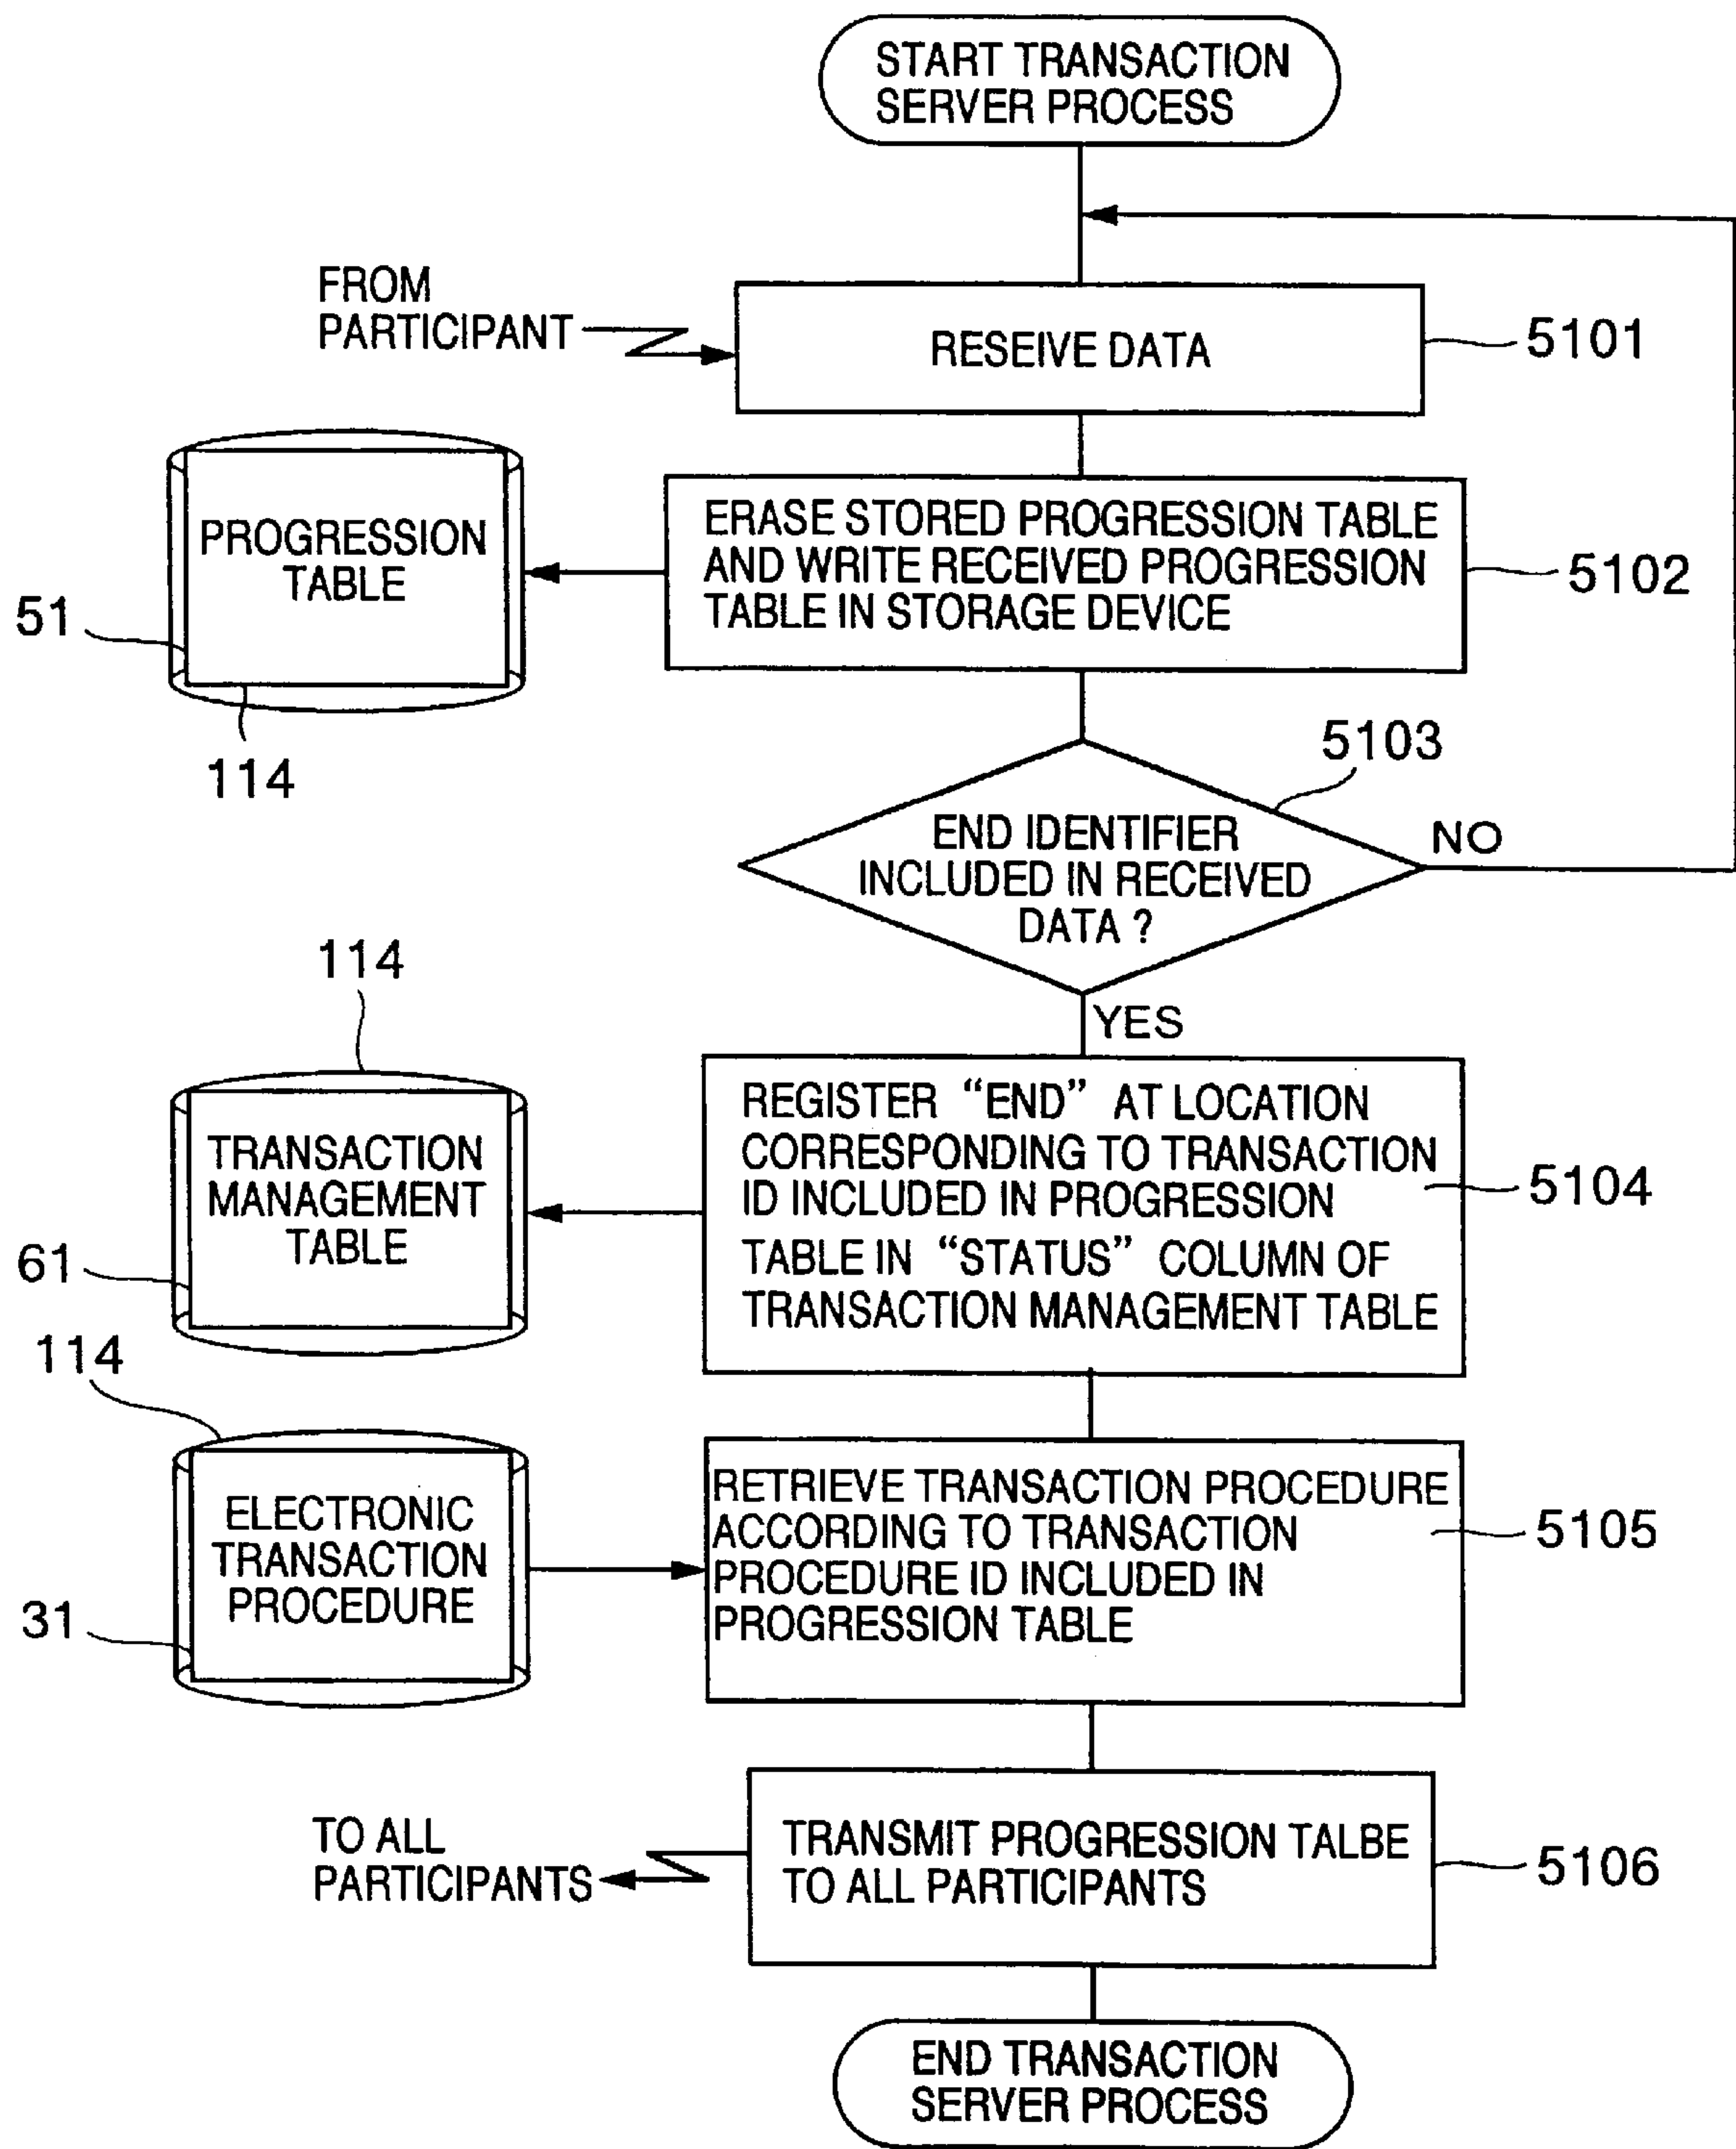 START TRANSACTION
SERVER PROCESS
FROM
PARTICIPANT
RESEIVE DATA
5101
PROGRESSION
TABLE
51
114
ERASE STORED PROGRESSION TABLE
AND WRITE RECEIVED PROGRESSION
TABLE IN STORAGE DEVICE
5102
5103
END IDENTIFIER
INCLUDED IN RECEIVED
DATA ?
NO
YES
114
TRANSACTION
MANAGEMENT
TABLE
61
REGISTER “END” AT LOCATION
CORRESPONDING TO TRANSACTION
ID INCLUDED IN PROGRESSION
TABLE IN “STATUS” COLUMN OF
TRANSACTION MANAGEMENT TABLE
5104
114
ELECTRONIC
TRANSACTION
PROCEDURE
31
RETRIEVE TRANSACTION PROCEDURE
ACCORDING TO TRANSACTION
PROCEDURE ID INCLUDED IN
PROGRESSION TABLE
5105
TO ALL
PARTICIPANTS
TRANSMIT PROGRESSION TALBE
TO ALL PARTICIPANTS
5106
END TRANSACTION
SERVER PROCESS